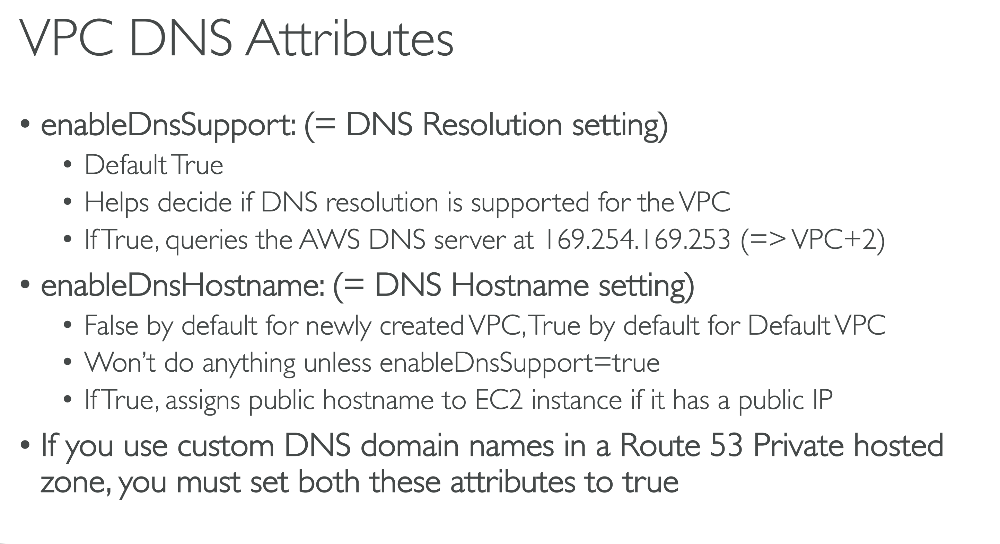 VPC DNS Attributes
• enableDnsSupport: (= DNS Resolution setting)
• Default True
• Helps decide if DNS resolution is supported for the VPC
• If True, queries the AWS DNS server at 169.254.169.253 (=> VPC+2)
• enableDnsHostname: (= DNS Hostname setting)
• False by default for newly created VPC, True by default for Default VPC
• Won’t do anything unless enableDnsSupport=true
• If True, assigns public hostname to EC2 instance if it has a public IP
• If you use custom DNS domain names in a Route 53 Private hosted
zone, you must set both these attributes to true